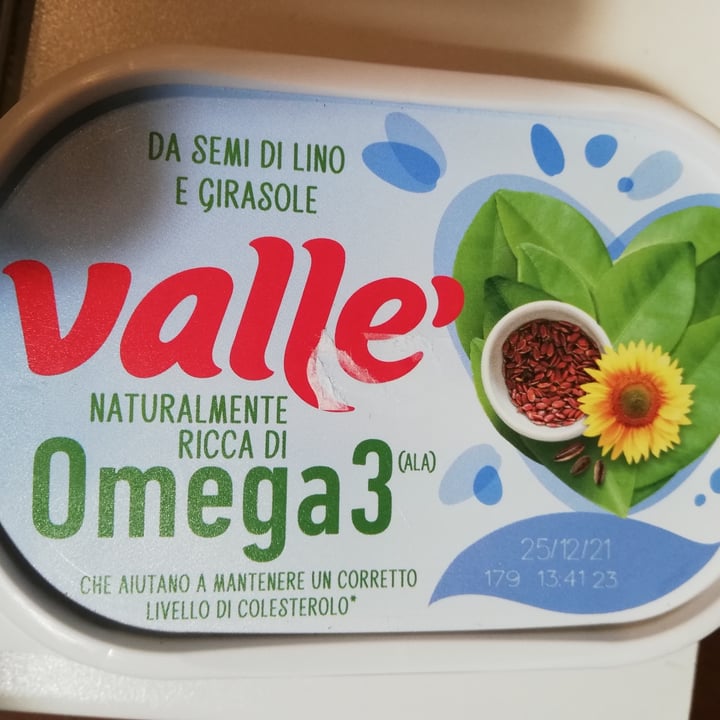 DA SEMI DI LINO
E GIRASOLE
valle'
NATURALMENTE
RICCA DI
Omega3 (ALA)
CHE AIUTANO A MANTENERE UN CORRETTO
LIVELLO DI COLESTEROLO*
25/12/21
179 13:41 23